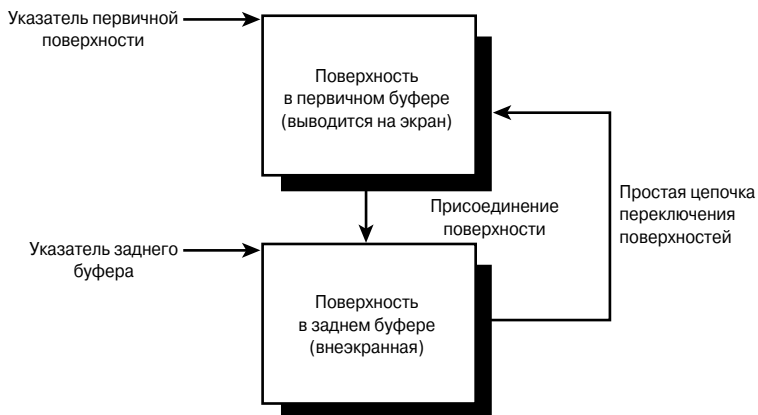 Указатель первичной
поверхности
Поверхность
в первичном буфере
(выводится на экран)
Присоединение
поверхности
Простая цепочка
переключения
поверхностей
Указатель заднего
буфера
Поверхность
в заднем буфере
(внеэкранная)